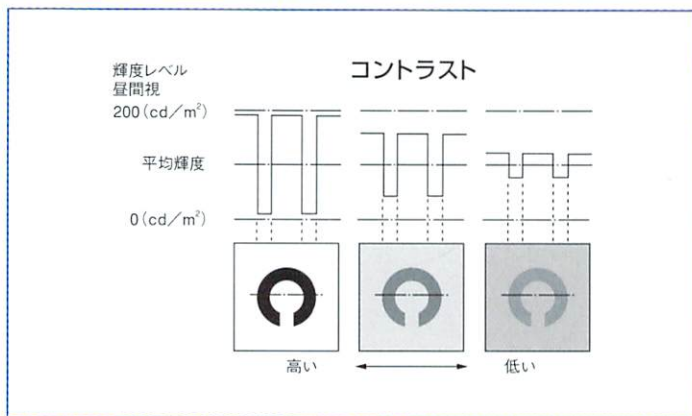 コントラスト
輝度レベル
昼間視
200(cd／m²)
平均輝度
0(cd／m²)
高い
低い